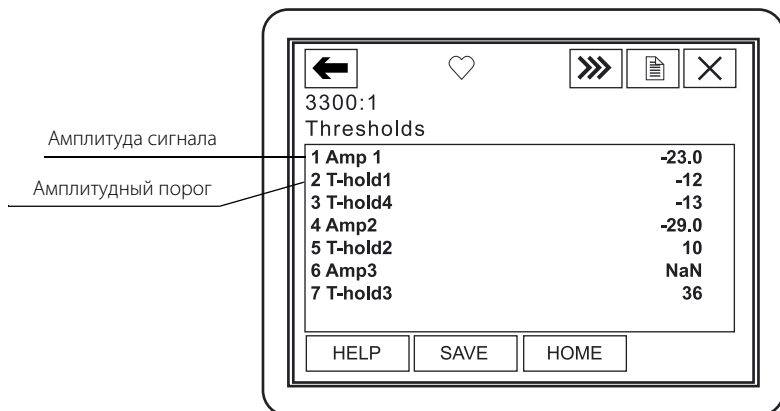 3300:1
Thresholds
Амплитуда сигнала
1 Amp 1 -23.0
Амплитудный порог
2 T-hold1 -12
3 T-hold4 -13
4 Amp2 -29.0
5 T-hold2 10
6 Amp3 NaN
7 T-hold3 36
HELP SAVE HOME